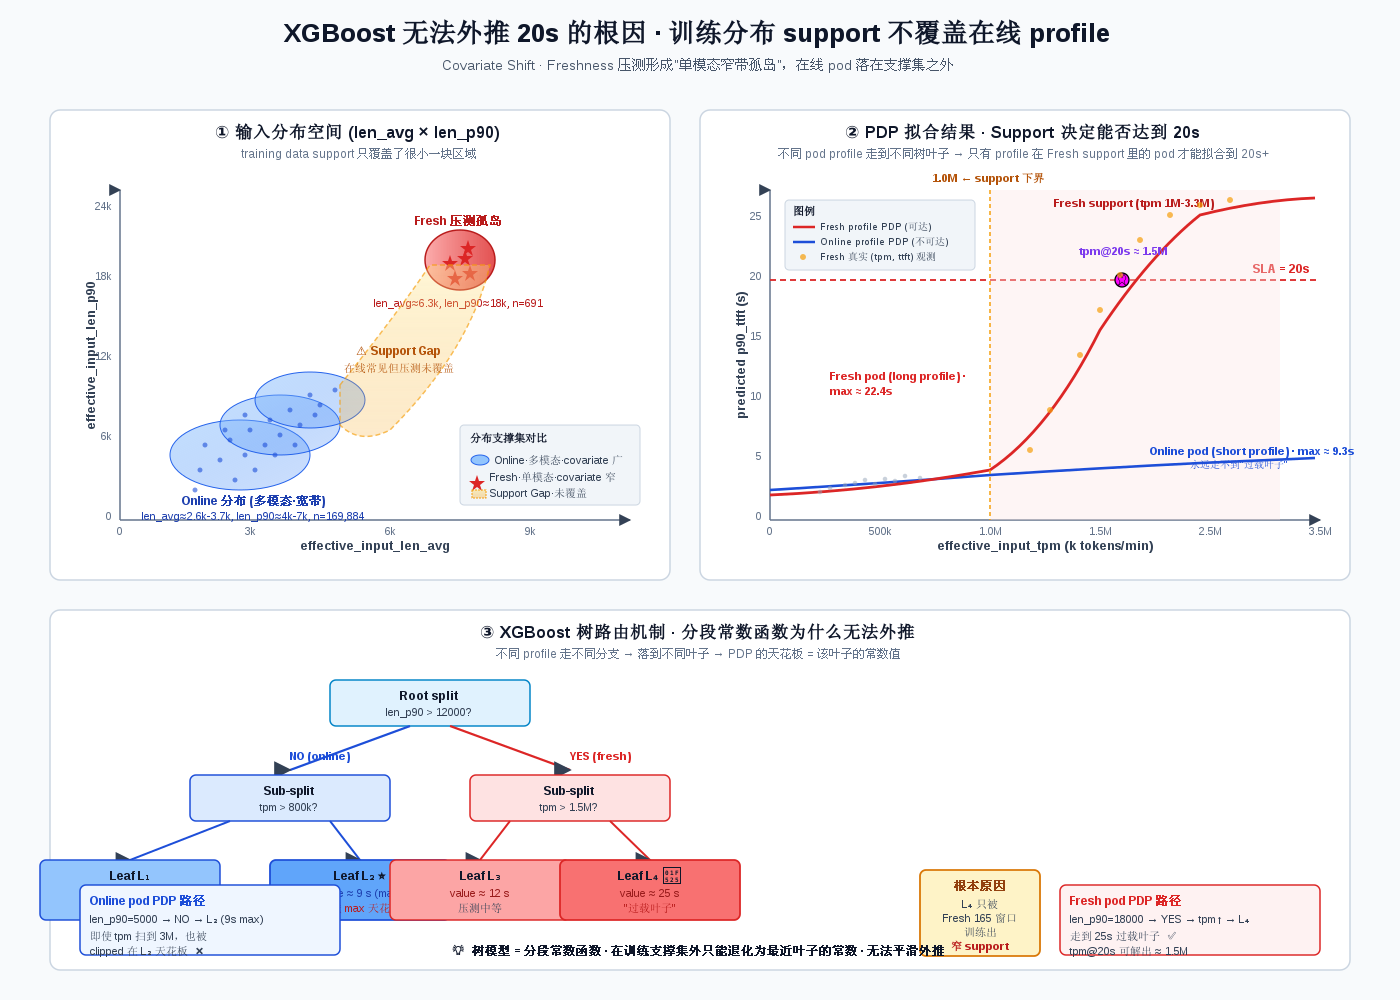 XGBoost 无法外推 20s 的根因 · 训练分布 support 不覆盖在线 profile
Covariate Shift · Freshness 压测形成"单模态窄带孤岛"，在线 pod 落在支撑集之外
① 输入分布空间 (len_avg × len_p90)
training data support 只覆盖了很小一块区域
24k
18k
12k
6k
0
effective_input_len_p90
Fresh 压测孤岛
len_avg≈6.3k, len_p90≈18k, n=691
⚠ Support Gap
在线常见但压测未覆盖
Online 分布 (多模态·宽带)
len_avg≈2.6k-3.7k, len_p90≈4k-7k, n=169,884
分布支撑集对比
Online·多模态·covariate 广
Fresh·单模态·covariate 窄
Support Gap·未覆盖
0
3k
6k
9k
effective_input_len_avg
② PDP 拟合结果 · Support 决定能否达到 20s
不同 pod profile 走到不同树叶子 → 只有 profile 在 Fresh support 里的 pod 才能拟合到 20s+
1.0M ← support 下界
图例
Fresh profile PDP (可达)
Online profile PDP (不可达)
Fresh 真实 (tpm, ttft) 观测
Fresh support (tpm 1M-3.3M)
tpm@20s ≈ 1.5M
SLA = 20s
Fresh pod (long profile) ·
max ≈ 22.4s
Online pod (short profile) · max ≈ 9.3s
永远走不到"过载叶子"
25
20
15
10
5
0
predicted p90_ttft (s)
0
500k
1.0M
1.5M
2.5M
3.5M
effective_input_tpm (k tokens/min)
③ XGBoost 树路由机制 · 分段常数函数为什么无法外推
不同 profile 走不同分支 → 落到不同叶子 → PDP 的天花板 = 该叶子的常数值
Root split
len_p90 > 12000?
NO (online)
YES (fresh)
Sub-split
tpm > 800k?
Sub-split
tpm > 1.5M?
Leaf L₁
Leaf L₂ ★
≈ 9 s (ma
max 天花
Leaf L₃
value ≈ 12 s
压测中等
Leaf L₄
value ≈ 25 s
"过载叶子"
Online pod PDP 路径
len_p90=5000 → NO → L₂ (9s max)
即使 tpm 扫到 3M，也被
clipped 在 L₂ 天花板 ✖
根本原因
L₄ 只被
Fresh 165 窗口
训练出
窄 support
Fresh pod PDP 路径
len_p90=18000 → YES → tpm↑ → L₄
走到 25s 过载叶子 ✅
tpm@20s 可解出 ≈ 1.5M
💡 树模型 = 分段常数函数 · 在训练支撑集外只能退化为最近叶子的常数 · 无法平滑外推